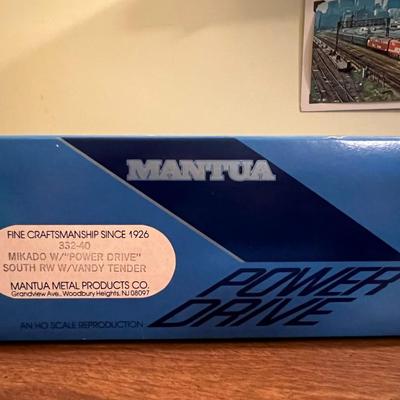 MANTUA
FINE CRAFTSMANSHIP SINCE 1926
332-40
MIKADO W/"POWER DRIVE"
SOUTH RW W/VANDY TENDER
MANTUA METAL PRODUCTS CO.
Grandview Ave., Woodbury Heights, NJ 08097
POWER
DRIVE
AN HO SCALE REPRODUCTION